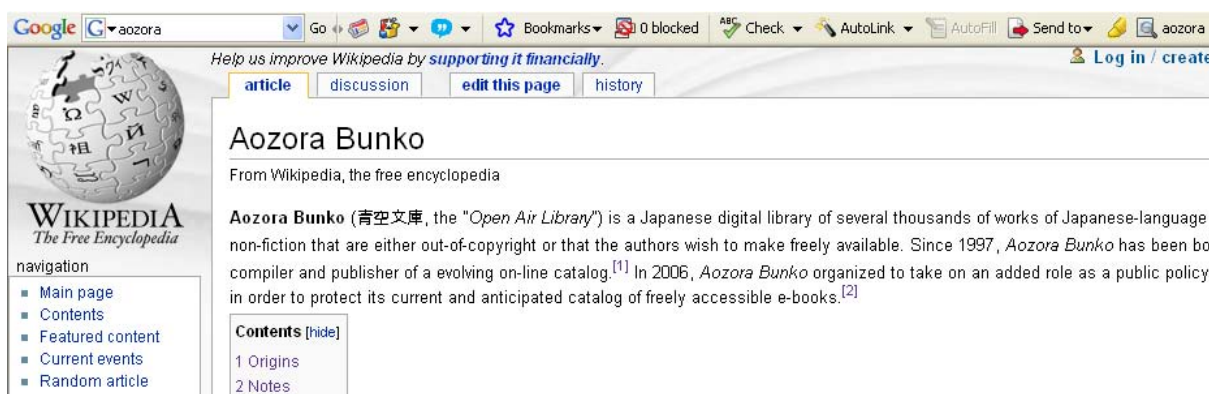 Google G aozora Go Bookmarks 0 blocked ABC Check AutoLink AutoFill Send to aozora
Help us improve Wikipedia by supporting it financially.
Log in / create
article discussion edit this page history
Aozora Bunko
From Wikipedia, the free encyclopedia
Aozora Bunko (青空文庫, the "Open Air Library") is a Japanese digital library of several thousands of works of Japanese-language
non-fiction that are either out-of-copyright or that the authors wish to make freely available. Since 1997, Aozora Bunko has been bo
compiler and publisher of a evolving on-line catalog.[1] In 2006, Aozora Bunko organized to take on an added role as a public policy
in order to protect its current and anticipated catalog of freely accessible e-books.[2]
Contents [hide]
1 Origins
2 Notes
Ω W И 祖
WIKIPEDIA
The Free Encyclopedia
navigation
Main page
Contents
Featured content
Current events
Random article